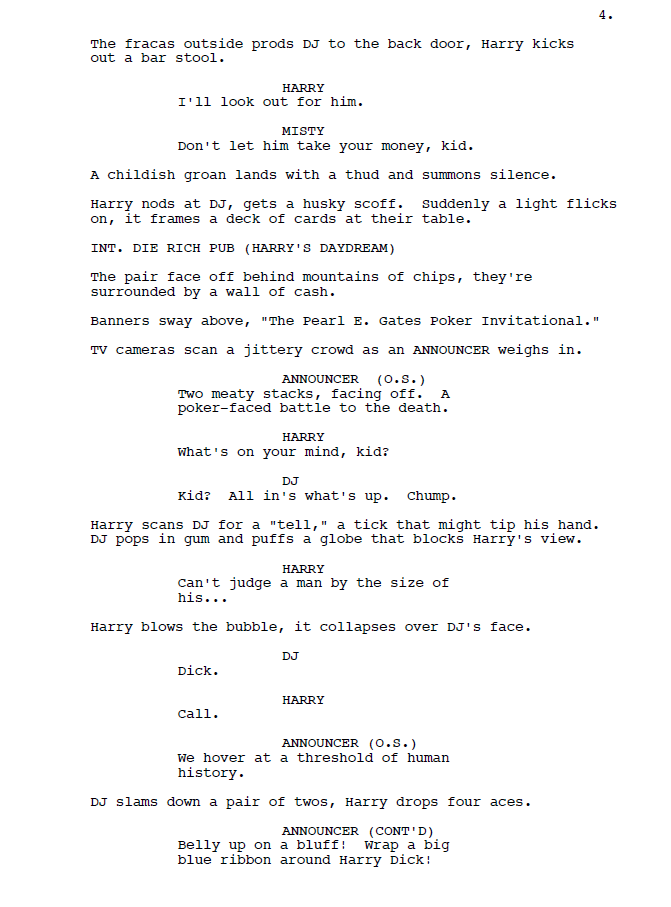 4.
The fracas outside prods DJ to the back door, Harry kicks
out a bar stool.
HARRY
I'll look out for him.
MISTY
Don't let him take your money, kid.
A childish groan lands with a thud and summons silence.
Harry nods at DJ, gets a husky scoff.  Suddenly a light flicks
on, it frames a deck of cards at their table.
INT. DIE RICH PUB (HARRY'S DAYDREAM)
The pair face off behind mountains of chips, they're
surrounded by a wall of cash.
Banners sway above, "The Pearl E. Gates Poker Invitational."
TV cameras scan a jittery crowd as an ANNOUNCER weighs in.
ANNOUNCER  (O.S.)
Two meaty stacks, facing off.  A
poker-faced battle to the death.
HARRY
What's on your mind, kid?
DJ
Kid?  All in's what's up.  Chump.
Harry scans DJ for a "tell," a tick that might tip his hand.
DJ pops in gum and puffs a globe that blocks Harry's view.
HARRY
Can't judge a man by the size of
his...
Harry blows the bubble, it collapses over DJ's face.
DJ
Dick.
HARRY
Call.
ANNOUNCER (O.S.)
We hover at a threshold of human
history.
DJ slams down a pair of twos, Harry drops four aces.
ANNOUNCER (CONT'D)
Belly up on a bluff!  Wrap a big
blue ribbon around Harry Dick!